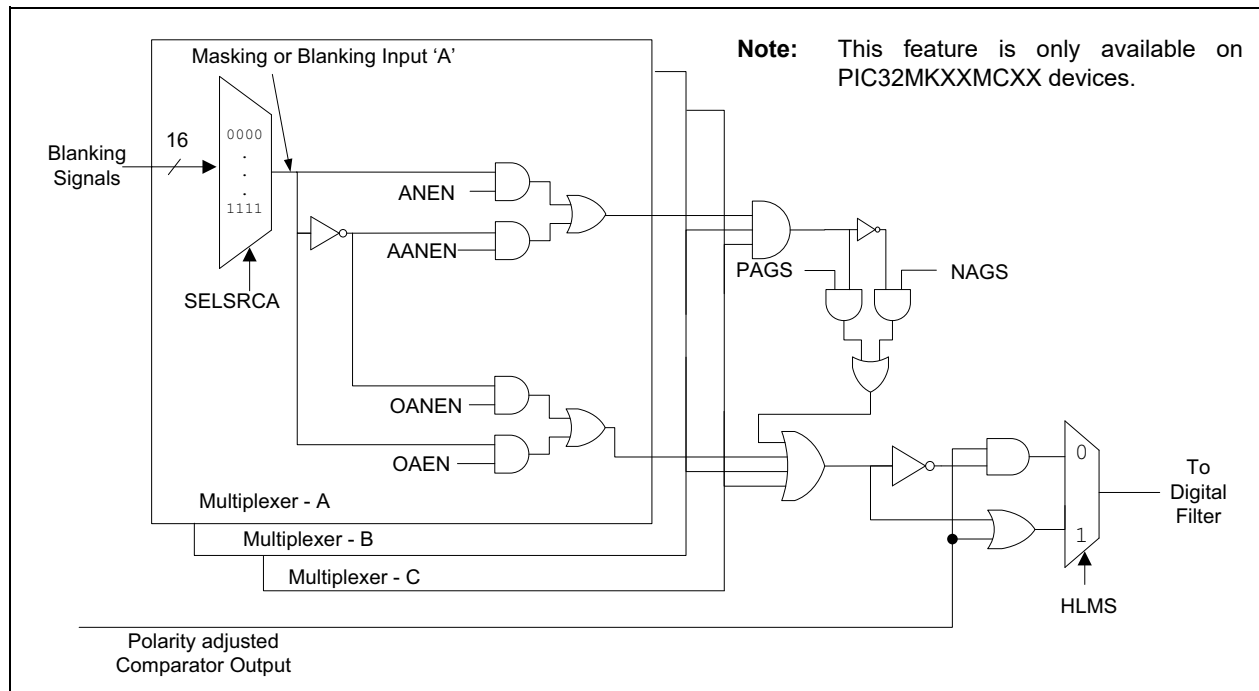 Note: This feature is only available on
PIC32MKXXMCXX devices.
Masking or Blanking Input ‘A’
16
Blanking
Signals
0000
.
.
.
1111
SELSRCA
ANEN
AANEN
OANEN
OAEN
Multiplexer - A
Multiplexer - B
Multiplexer - C
PAGS
NAGS
0
1
HLMS
To
Digital
Filter
Polarity adjusted
Comparator Output